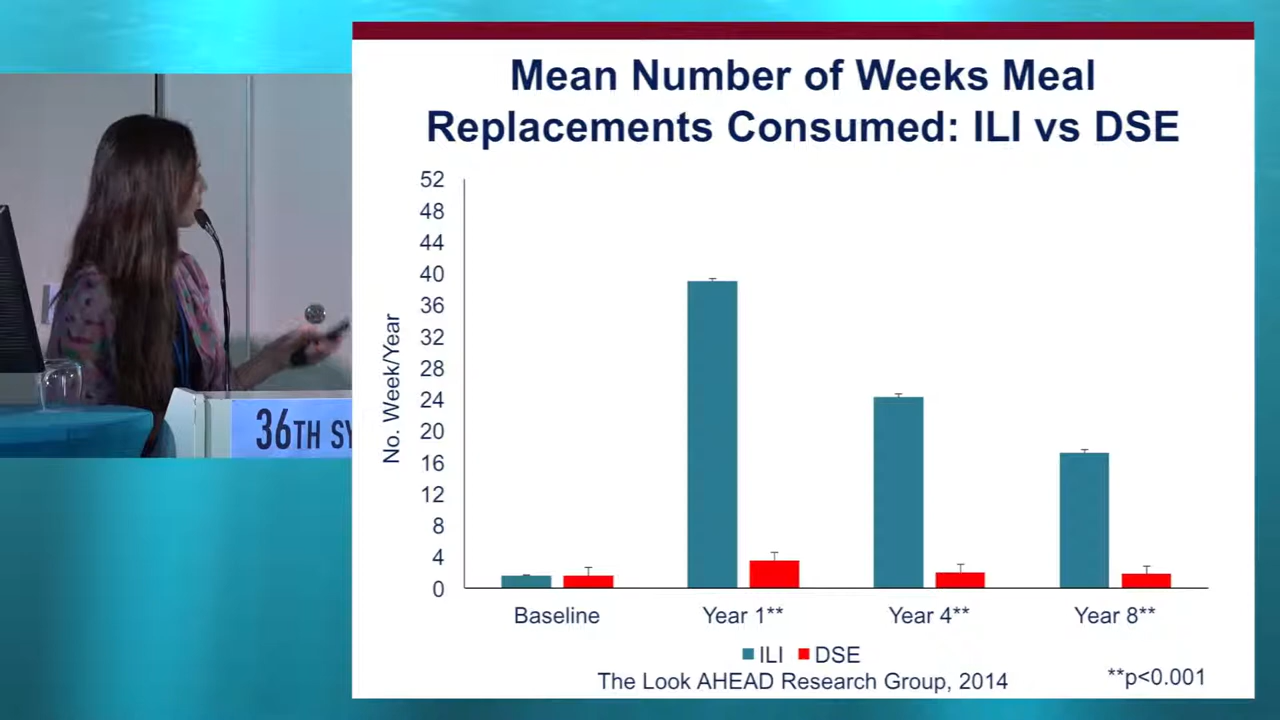 Mean Number of Weeks Meal
Replacements Consumed: ILI vs DSE
52
48
44
40
36
32
28
24
20
16
12
8
4
0
No. Week/Year
Baseline
Year 1**
Year 4**
Year 8**
ILI
DSE
The Look AHEAD Research Group, 2014
**p<0.001
36TH